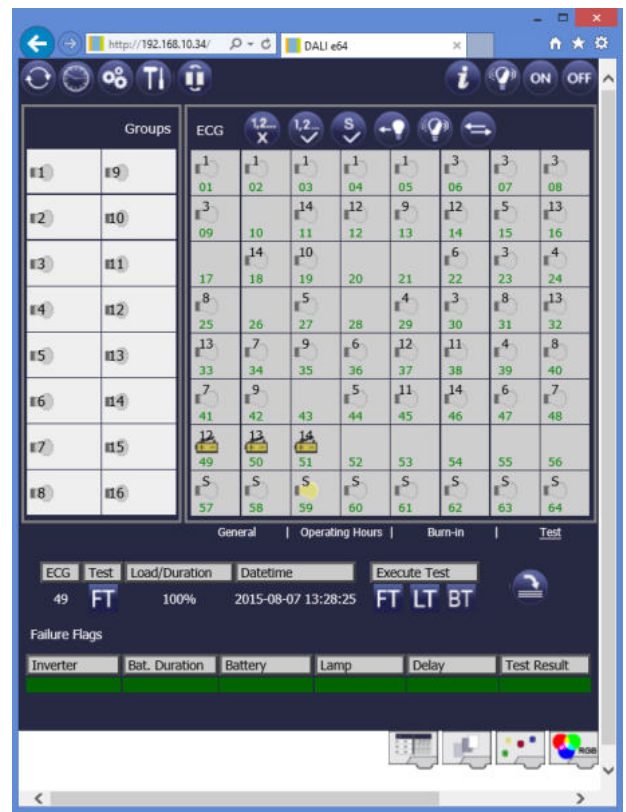 http://192.168.10.34/ DALI e64
i ON OFF
Groups ECG 1,2... X 1,2... S
1 9 1 1 1 1 1 3 3 3
01 02 03 04 05 06 07 08
2 10 3 14 12 9 12 5 13
09 10 11 12 13 14 15 16
3 11 14 10 6 3 4
17 18 19 20 21 22 23 24
4 12 8 5 4 3 8 13
25 26 27 28 29 30 31 32
5 13 13 7 9 6 12 11 4 8
33 34 35 36 37 38 39 40
6 14 7 9 5 11 14 6 7
41 42 43 44 45 46 47 48
7 15 12 13 14
49 50 51 52 53 54 55 56
8 16 S S S S S S S S
57 58 59 60 61 62 63 64
General | Operating Hours | Burn-in | Test
ECG Test Load/Duration Datetime Execute Test
49 FT 100% 2015-08-07 13:28:25 FT LT BT
Failure Flags
Inverter Bat. Duration Battery Lamp Delay Test Result
RGB